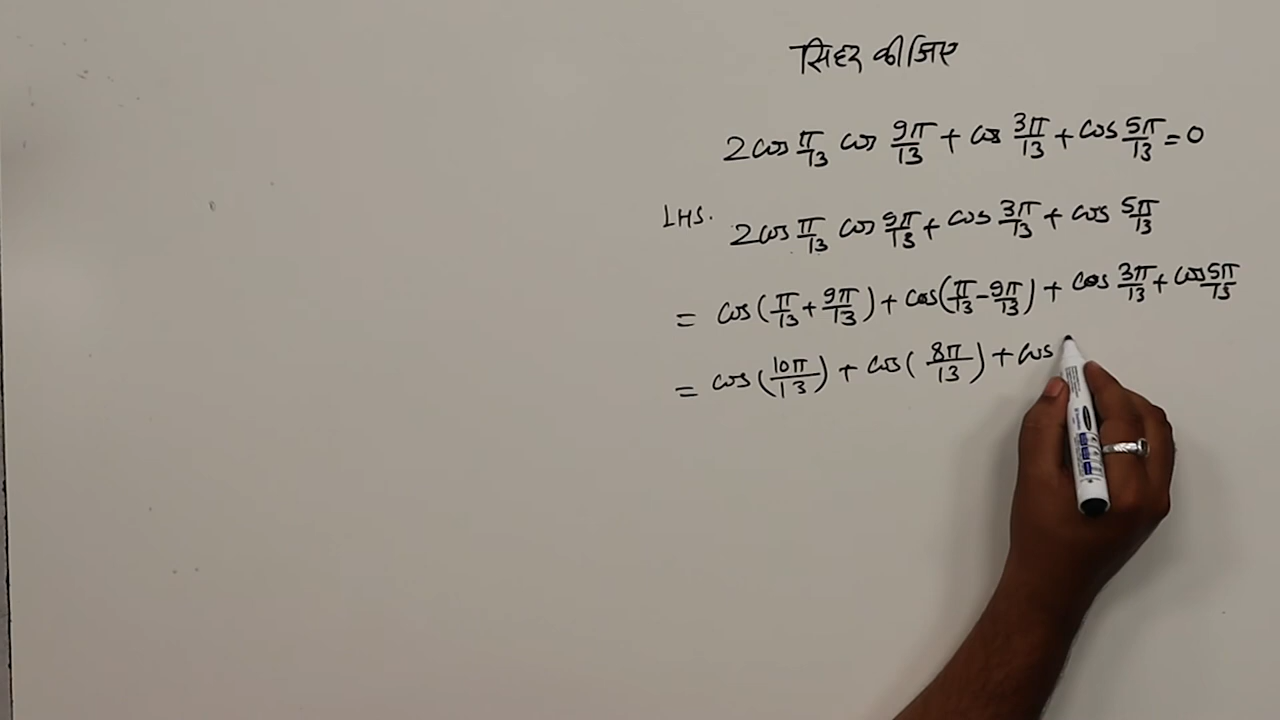 सिद्ध कीजिए
2cos π/13 cos 9π/13 + cos 3π/13 + cos 5π/13 = 0
LHS. 2cos π/13 cos 9π/13 + cos 3π/13 + cos 5π/13
= cos(π/13 + 9π/13) + cos(π/13 - 9π/13) + cos 3π/13 + cos 5π/13
= cos(10π/13) + cos(8π/13) + cos